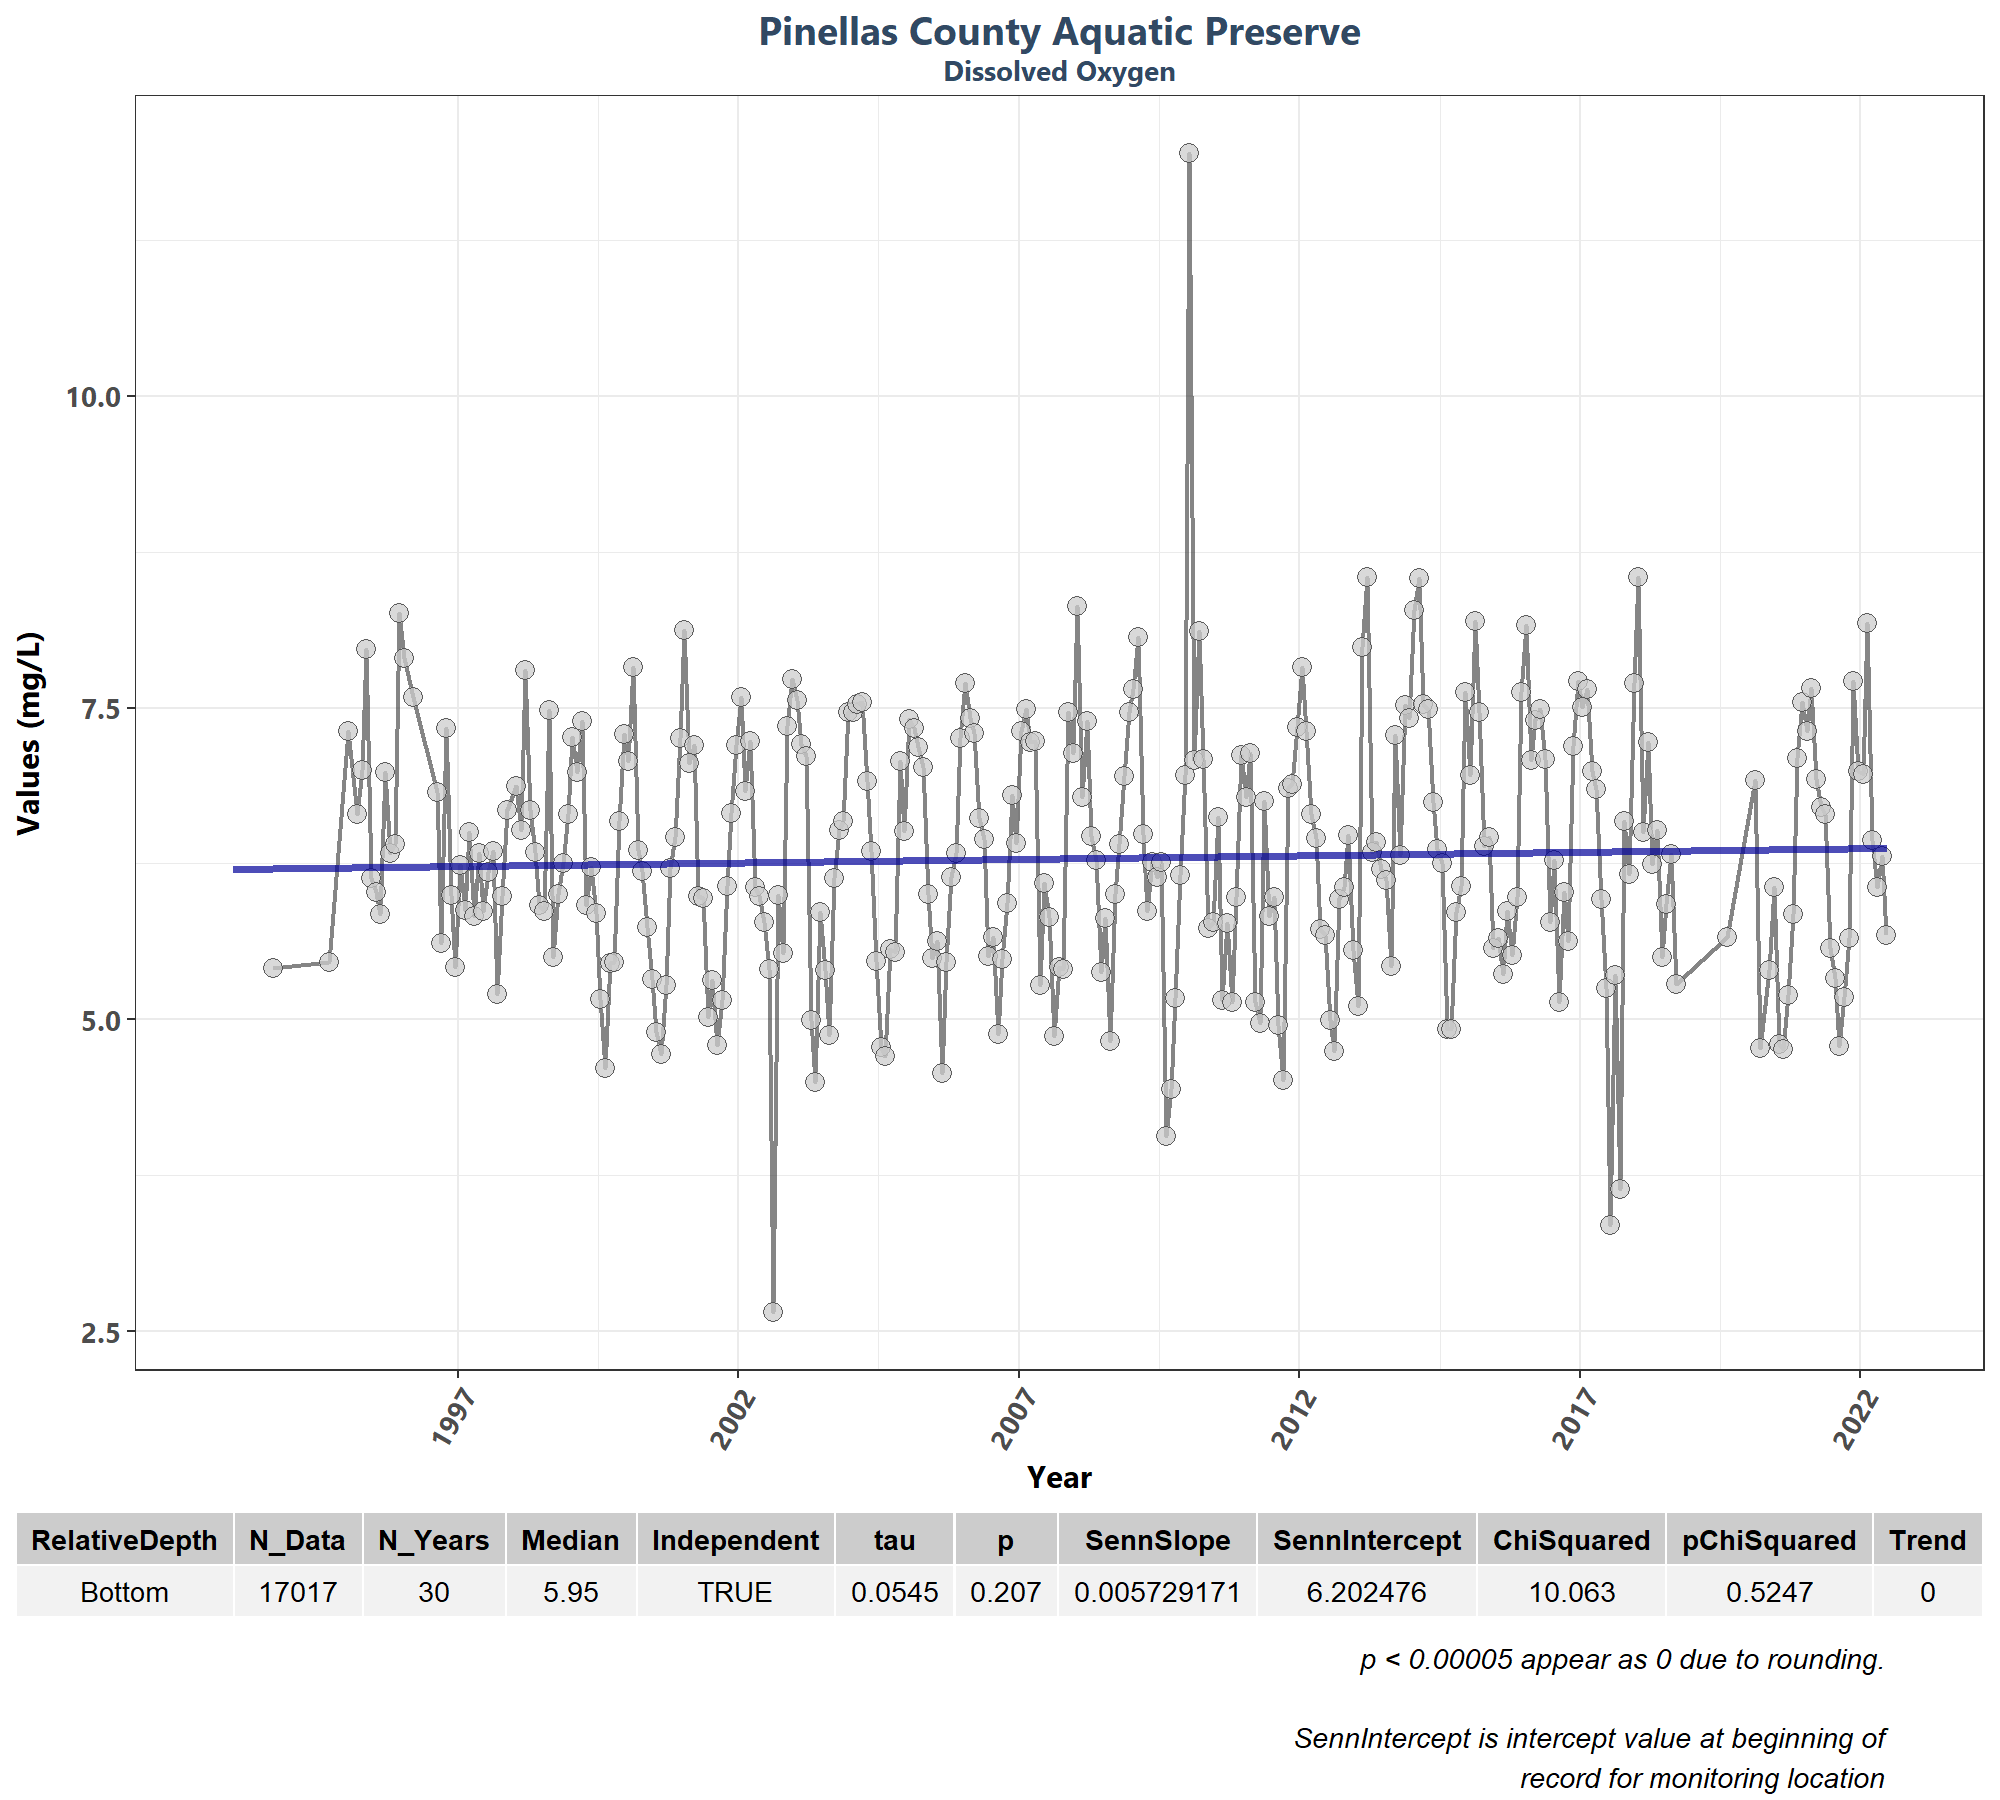 Pinellas County Aquatic Preserve
Dissolved Oxygen
Values (mg/L)
10.0
7.5
5.0
2.5
1997 2002 2007 2012 2017 2022
Year
RelativeDepth N_Data N_Years Median Independent tau p SennSlope SennIntercept ChiSquared pChiSquared Trend
Bottom 17017 30 5.95 TRUE 0.0545 0.207 0.005729171 6.202476 10.063 0.5247 0
p < 0.00005 appear as 0 due to rounding.
SennIntercept is intercept value at beginning of
record for monitoring location